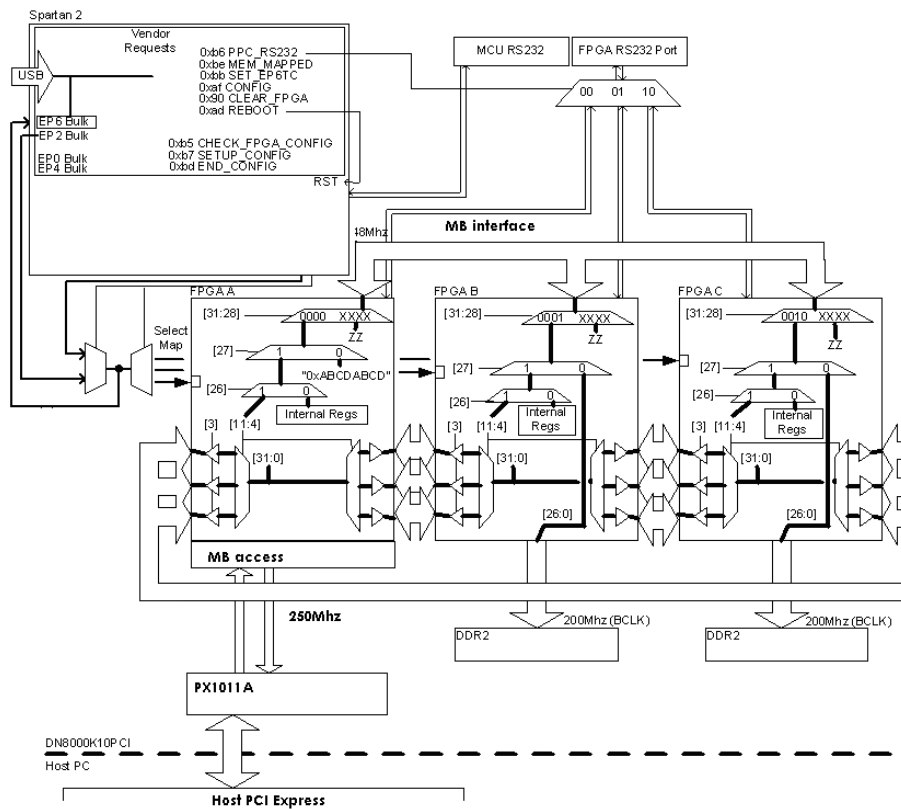 Spartan 2
Vendor
Requests
USB
0xb6 PPC_RS232
0xbe MEM_MAPPED
0xbb SET_EP6TC
0xaf CONFIG
0x90 CLEAR_FPGA
0xad REBOOT
EP6 Bulk
EP2 Bulk
EP0 Bulk
EP4 Bulk
0xb5 CHECK_FPGA_CONFIG
0xb7 SETUP_CONFIG
0xbd END_CONFIG
RST
MCU RS232
FPGA RS232 Port
00 01 10
MB interface
48Mhz
Select
Map
FPGA A
[31:28]
0000 XXXX
ZZ
[27]
1 0
"0xABCDABCD"
[26]
1 0
Internal Regs
[3]
[11:4]
[31:0]
MB access
FPGA B
[31:28]
0001 XXXX
ZZ
[27]
1 0
[26]
1 0
Internal
Regs
[3]
[11:4]
[31:0]
[26:0]
FPGA C
[31:28]
0010 XXXX
ZZ
[27]
1 0
[26]
1 0
Internal
Regs
[3]
[11:4]
[31:0]
[26:0]
250Mhz
200Mhz (BCLK)
DDR2
200Mhz (BCLK)
DDR2
PX1011A
DN8000K10PCI
Host PC
Host PCI Express